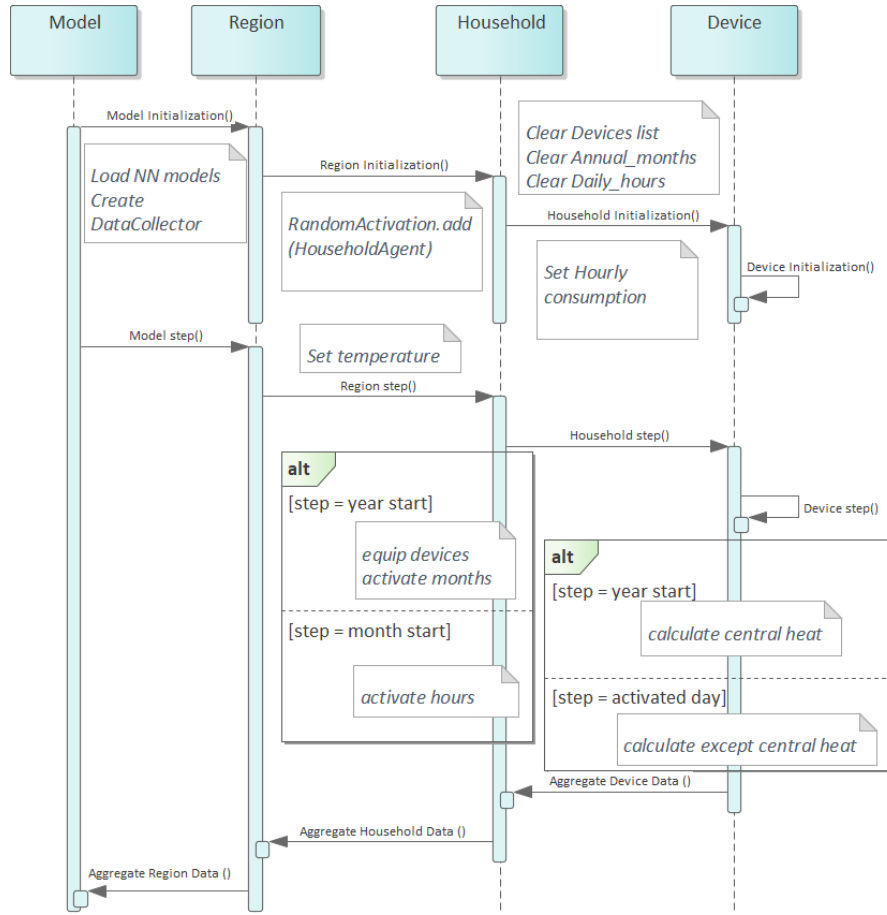 Model
Region
Household
Device
Model Initialization()
Clear Devices list
Clear Annual_months
Clear Daily_hours
Load NN models
Create
DataCollector
Region Initialization()
RandomActivation.add
(HouseholdAgent)
Household Initialization()
Set Hourly
consumption
Device Initialization()
Model step()
Set temperature
Region step()
Household step()
alt
[step = year start]
equip devices
activate months
[step = month start]
activate hours
Device step()
alt
[step = year start]
calculate central heat
[step = activated day]
calculate except central heat
Aggregate Device Data ()
Aggregate Household Data ()
Aggregate Region Data ()